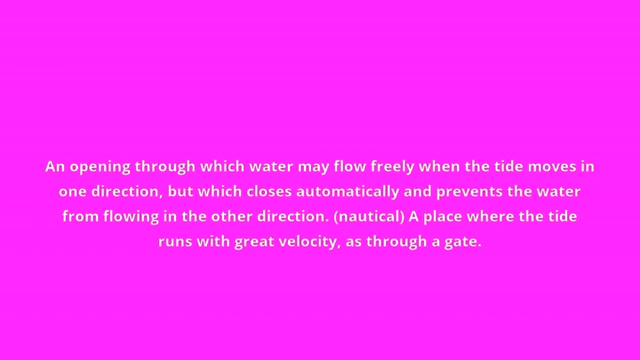 An opening through which water may flow freely when the tide moves in
one direction, but which closes automatically and prevents the water
from flowing in the other direction. (nautical) A place where the tide
runs with great velocity, as through a gate.